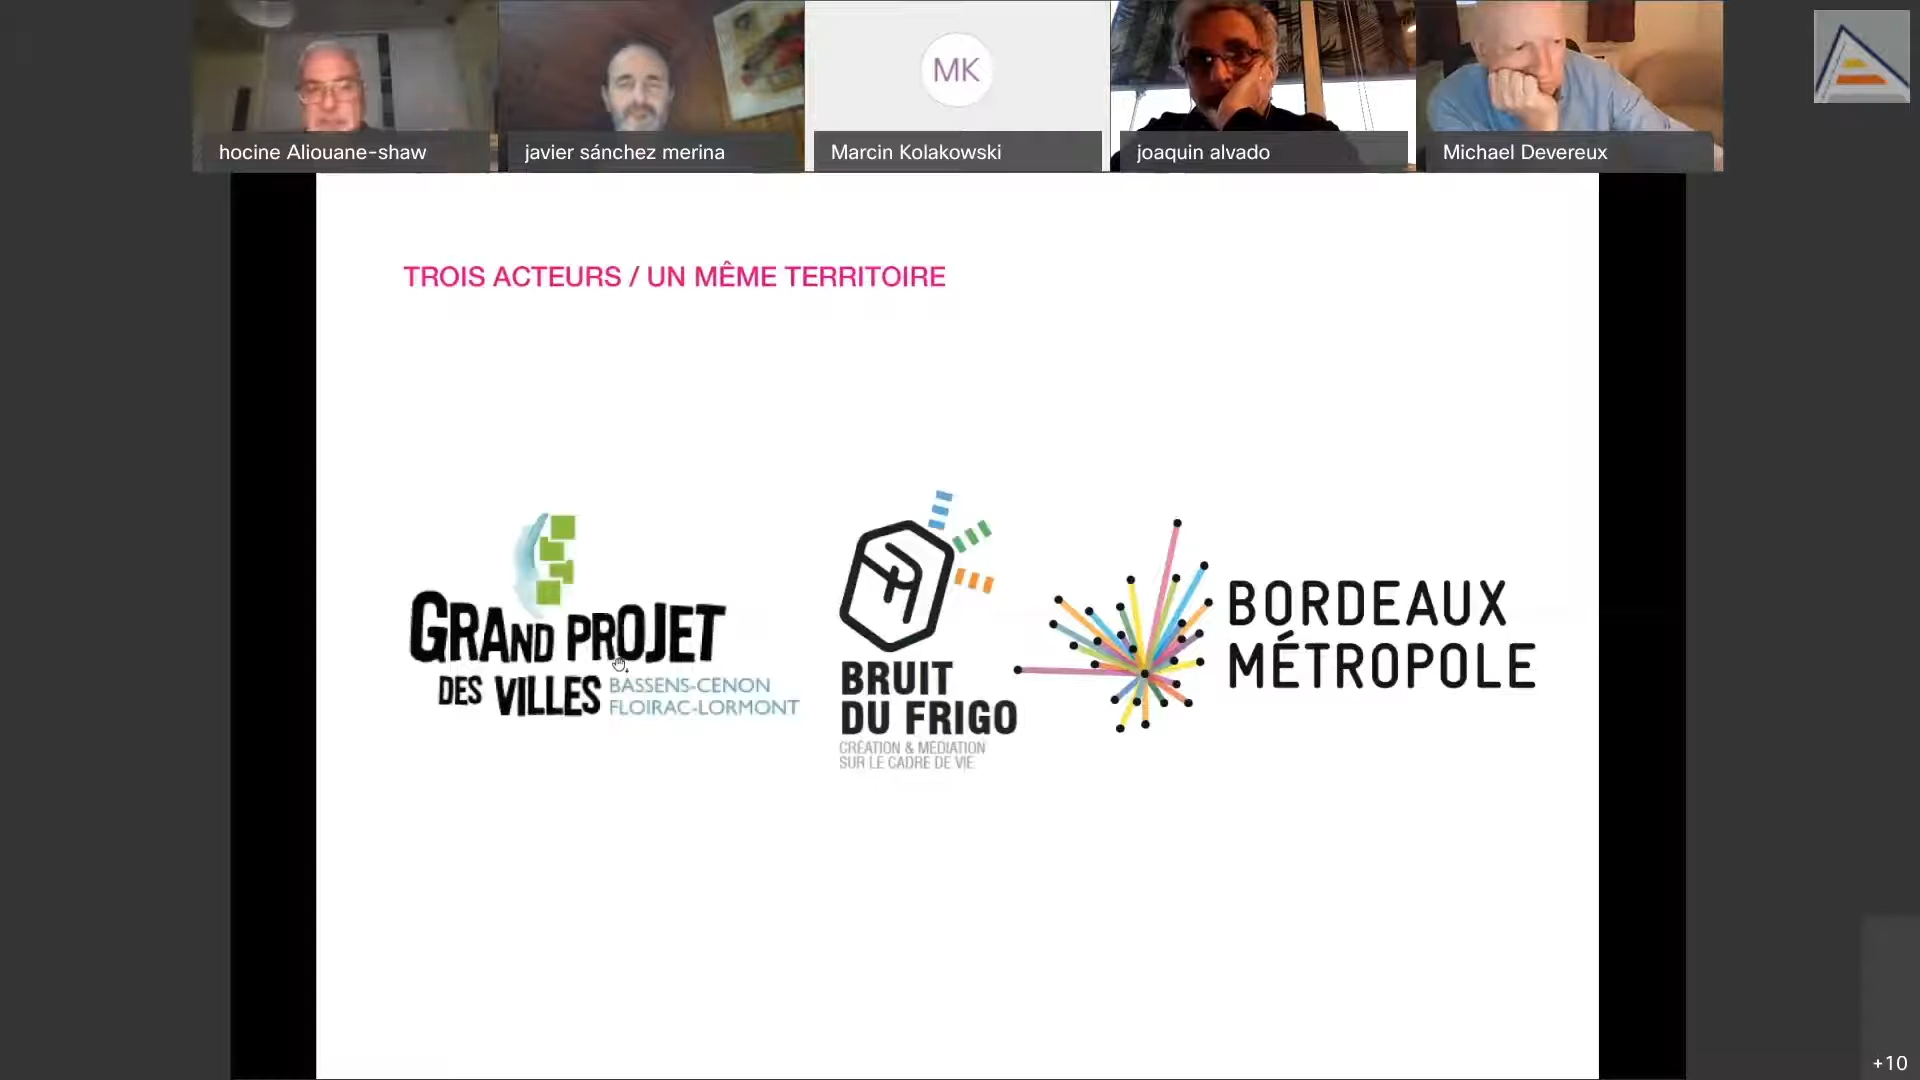 MK
hocine Aliouane-shaw
javier sánchez merina
Marcin Kolakowski
joaquin alvado
Michael Devereux
TROIS ACTEURS / UN MÊME TERRITOIRE
GRAND PROJET
DES VILLES
BASSENS-CENON
FLOIRAC-LORMONT
BRUIT
DU FRIGO
CRÉATION & MÉDIATION
SUR LE CADRE DE VIE
BORDEAUX
MÉTROPOLE
+10